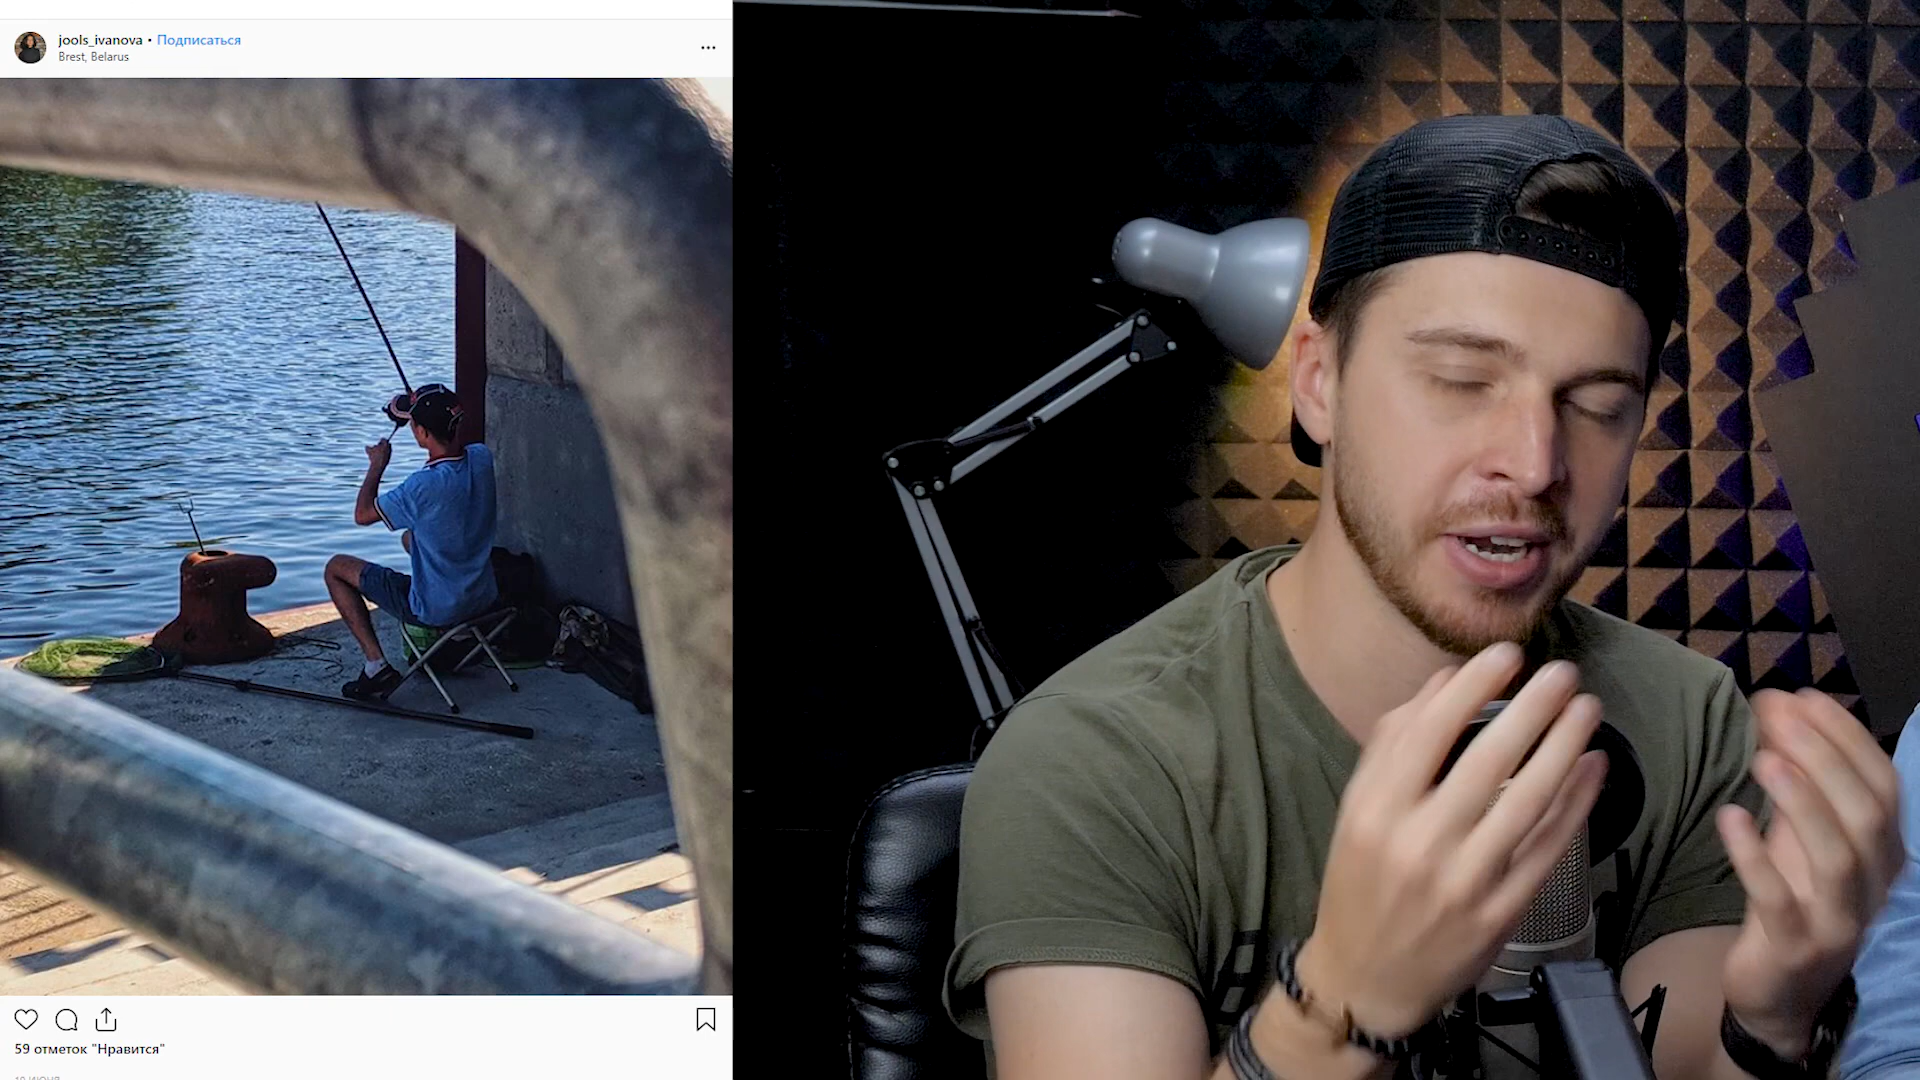 jools_ivanova • Подписаться
Brest, Belarus
59 отметок "Нравится"